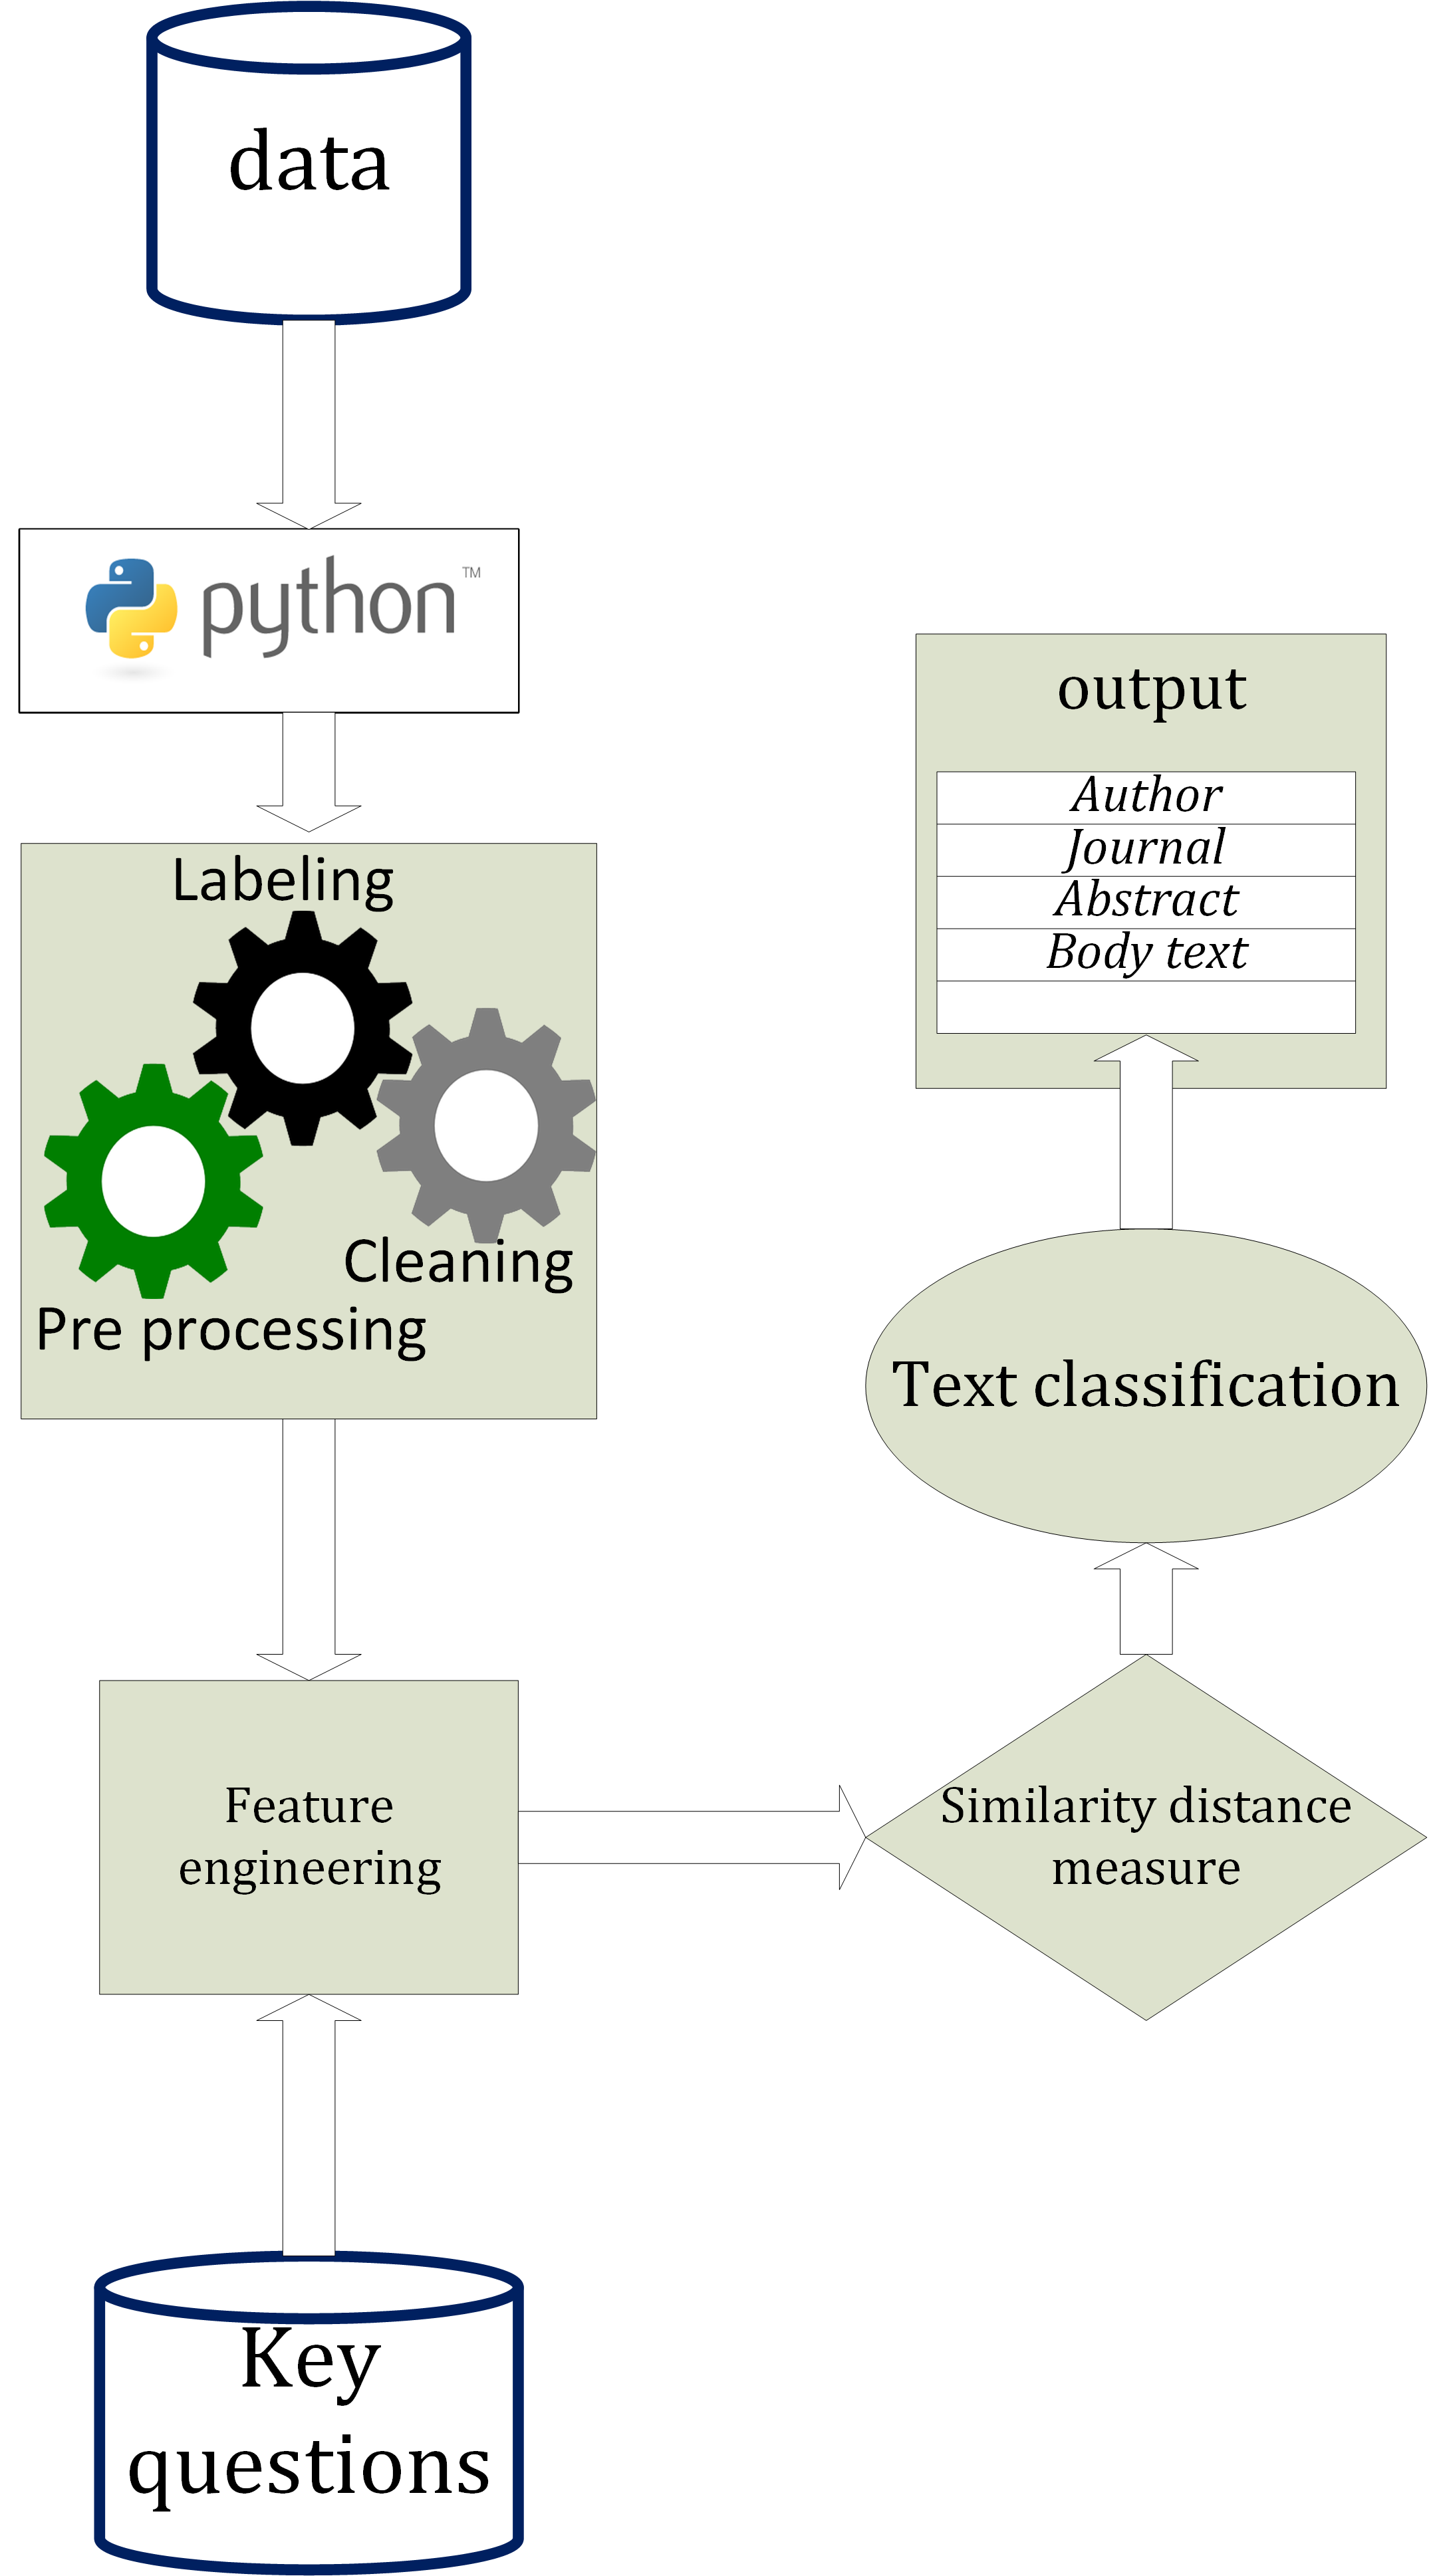 data
python™
Labeling
Cleaning
Pre processing
Feature
engineering
Key
questions
Similarity distance
measure
Text classification
output
Author
Journal
Abstract
Body text